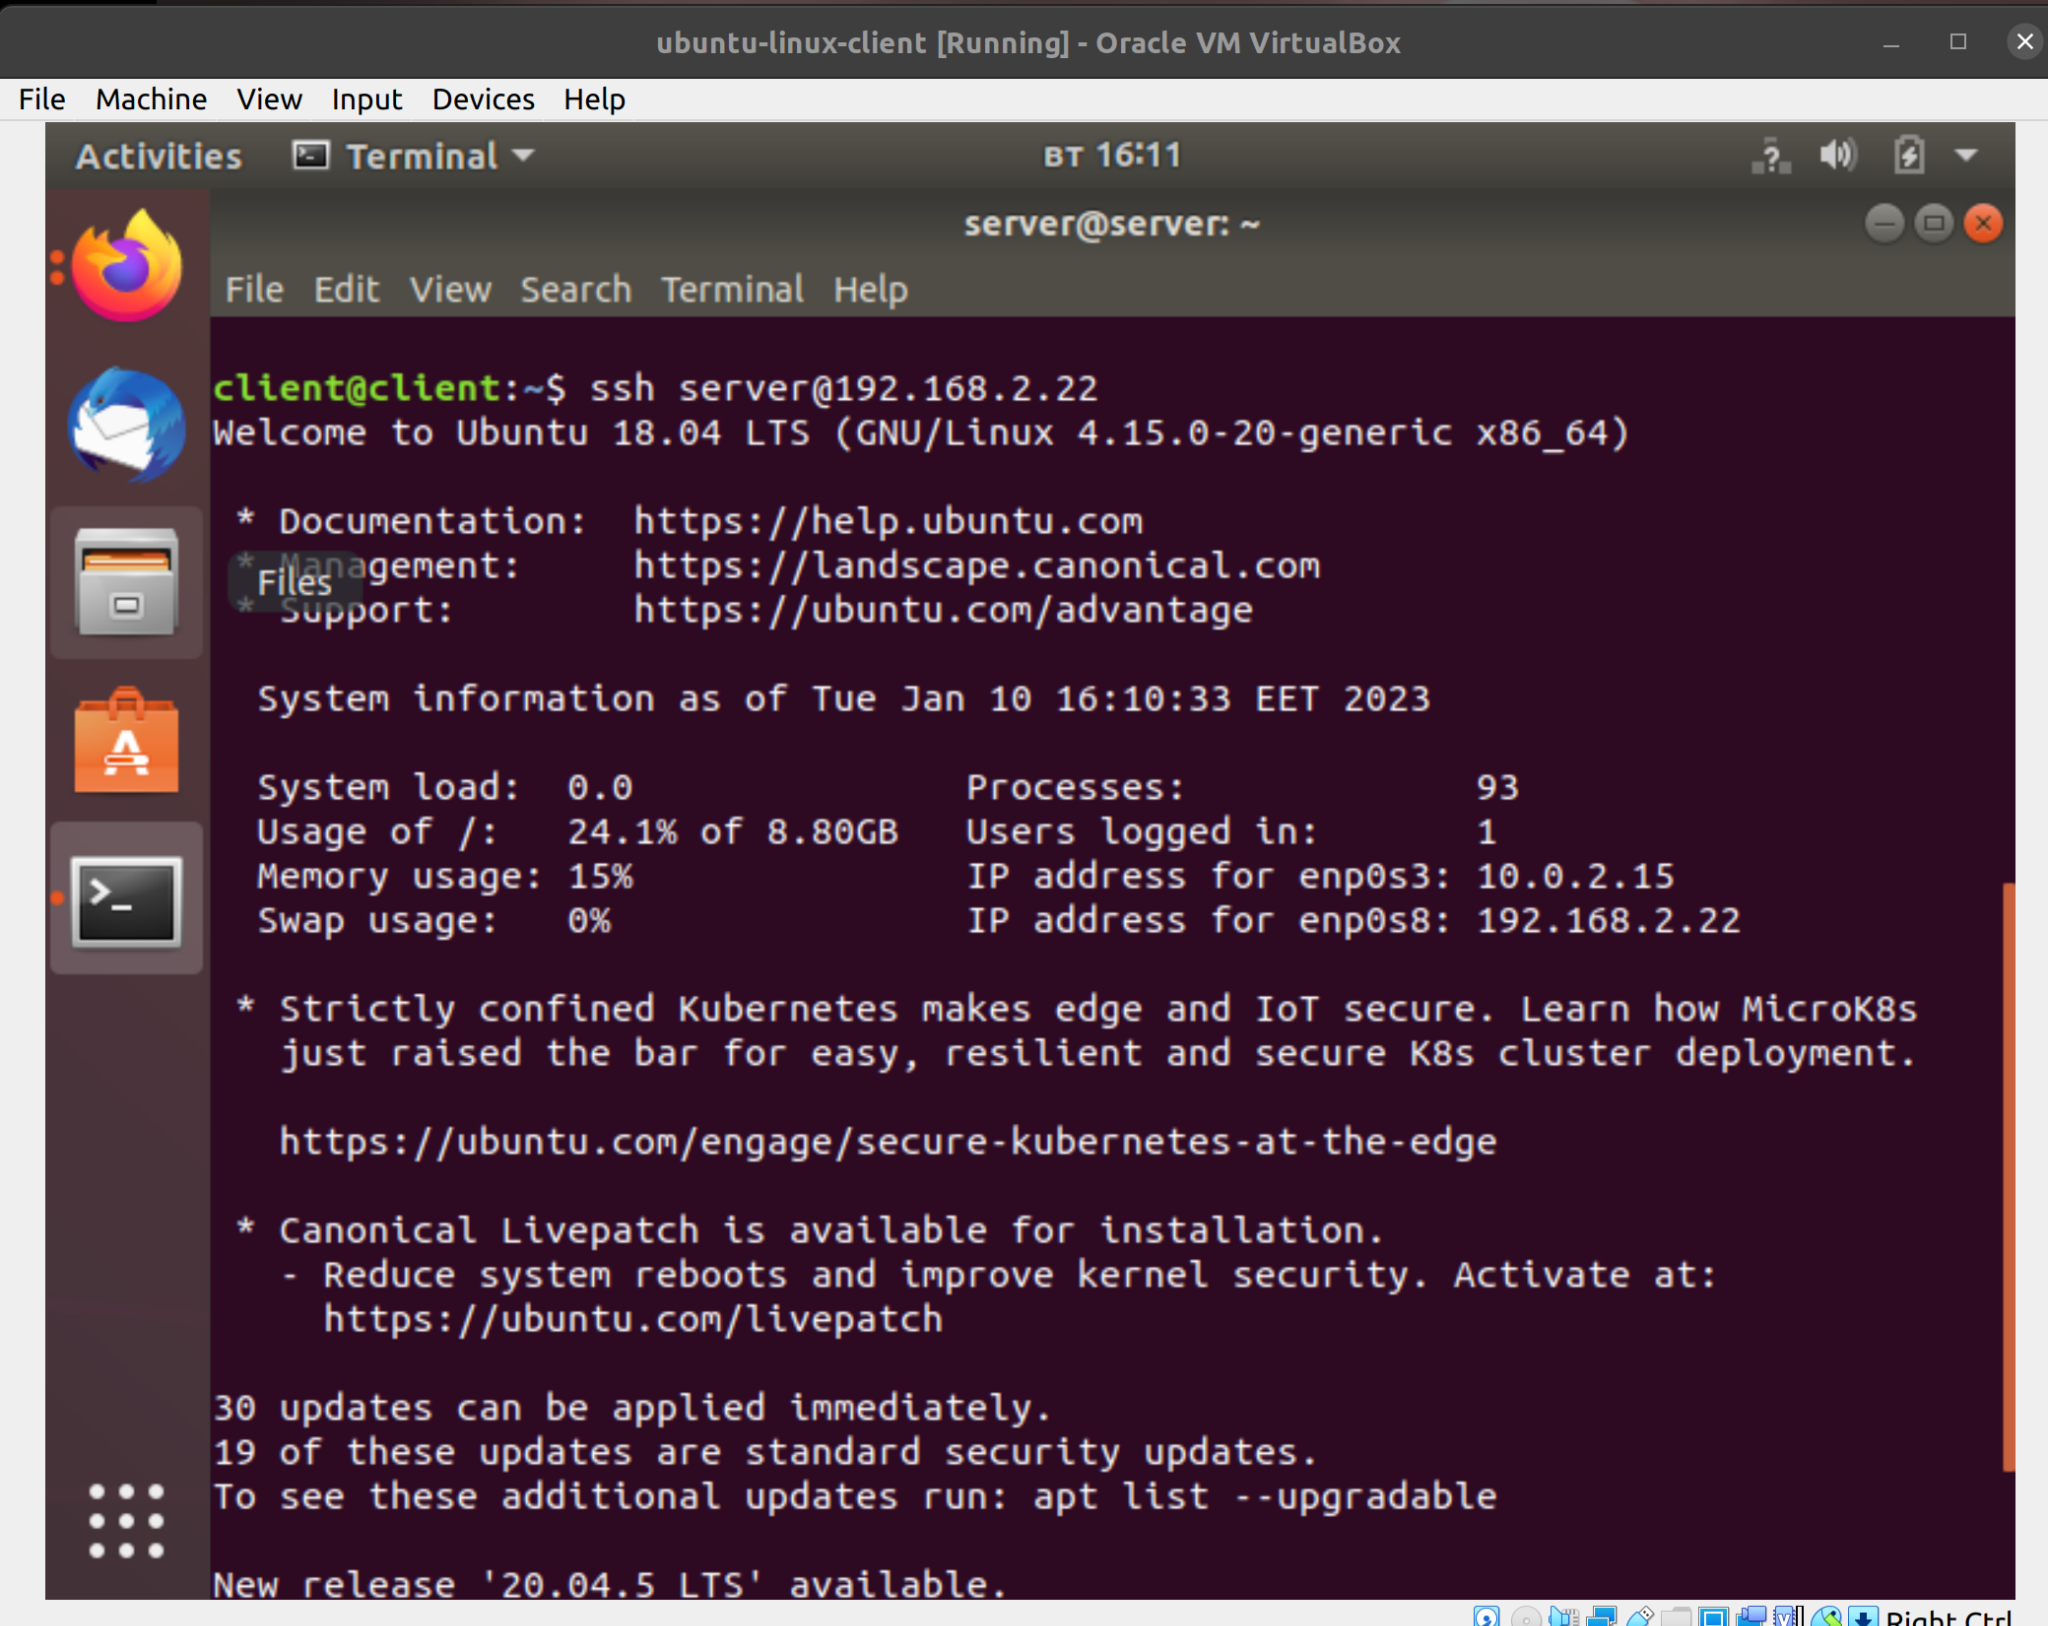 ubuntu-linux-client [Running] - Oracle VM VirtualBox
File Machine View Input Devices Help
Activities Terminal вт 16:11
server@server: ~
File Edit View Search Terminal Help
client@client:~$ ssh server@192.168.2.22
Welcome to Ubuntu 18.04 LTS (GNU/Linux 4.15.0-20-generic x86_64)
* Documentation: https://help.ubuntu.com
* Management: https://landscape.canonical.com
Files
* Support: https://ubuntu.com/advantage
System information as of Tue Jan 10 16:10:33 EET 2023
System load: 0.0 Processes: 93
Usage of /: 24.1% of 8.80GB Users logged in: 1
Memory usage: 15% IP address for enp0s3: 10.0.2.15
Swap usage: 0% IP address for enp0s8: 192.168.2.22
* Strictly confined Kubernetes makes edge and IoT secure. Learn how MicroK8s
just raised the bar for easy, resilient and secure K8s cluster deployment.
https://ubuntu.com/engage/secure-kubernetes-at-the-edge
* Canonical Livepatch is available for installation.
- Reduce system reboots and improve kernel security. Activate at:
https://ubuntu.com/livepatch
30 updates can be applied immediately.
19 of these updates are standard security updates.
To see these additional updates run: apt list --upgradable
New release '20.04.5 LTS' available.
Right Ctrl